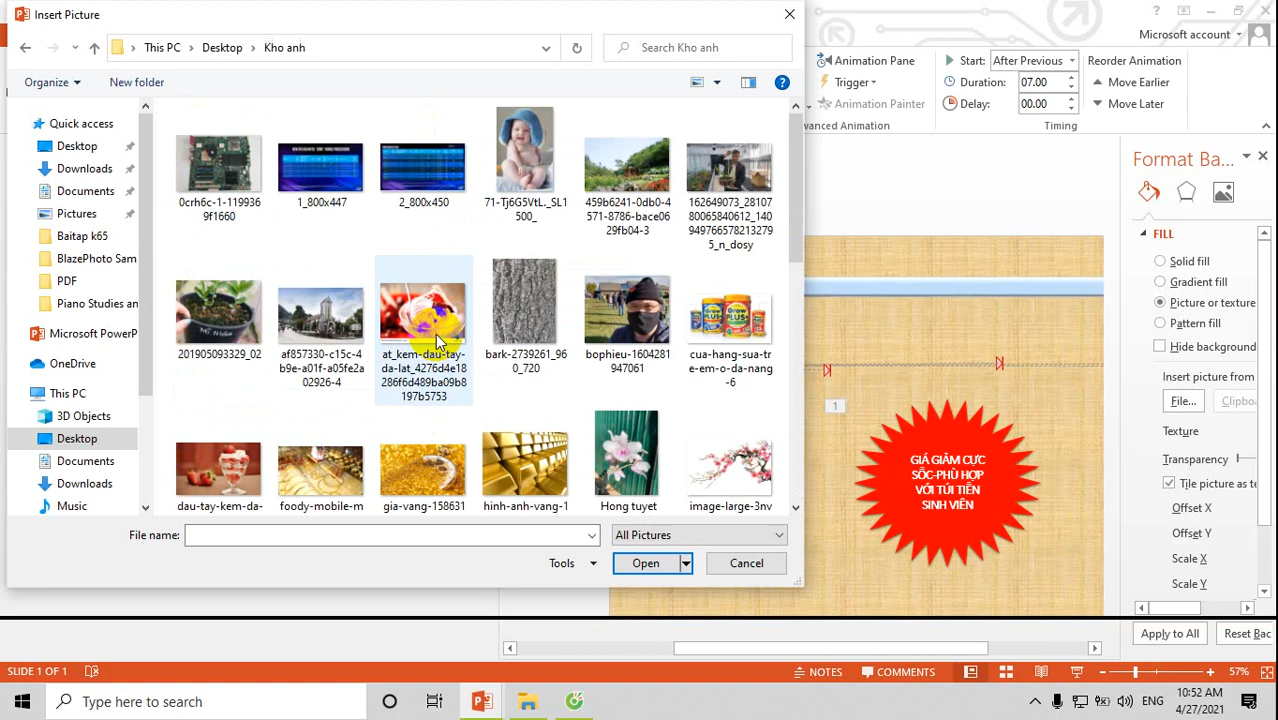 Insert Picture
This PC > Desktop > Kho anh
Search Kho anh
Organize
New folder
Quick access
Desktop
Downloads
Documents
Pictures
Baitap k65
BlazePhoto Sam
PDF
Piano Studies an
Microsoft PowerP
OneDrive
This PC
3D Objects
Desktop
Documents
Downloads
Music
0crh6c-1-119936
9f1660
1_800x447
2_800x450
71-Tj6G5VtL._SL1
500_
459b6241-0db0-4
571-8786-bace06
29fb04-3
162649073_28107
80065840612_140
949766578213279
5_n_dosy
201905093329_02
af857330-c15c-4
b9e-a01f-a05fe2a
02926-4
at_kem-dau-tay-
da-lat_4276d4e18
286f6d489ba09b8
197b5753
bark-2739261_96
0_720
bophieu-1604281
947061
cua-hang-sua-tr
e-em-o-da-nang
-6
dau-tay-kem-da-
foody-mobile-m
gia-vang-158631
hinh-anh-vang-1
Hong tuyet
image-large-3nv
File name:
All Pictures
Tools
Open
Cancel
Microsoft account
Animation Pane
Trigger
Animation Painter
vanced Animation
Start: After Previous
Duration: 07.00
Delay: 00.00
Timing
Reorder Animation
Move Earlier
Move Later
1
GIÁ GIẢM CỰC
SỐC-PHÙ HỢP
VỚI TÚI TIỀN
SINH VIÊN
Format Ba...
FILL
Solid fill
Gradient fill
Picture or texture
Pattern fill
Hide background
Insert picture from
File...
Clipbo
Texture
Transparency
Tile picture as te
Offset X
Offset Y
Scale X
Scale Y
Apply to All
Reset Bac
SLIDE 1 OF 1
NOTES
COMMENTS
57%
Type here to search
ENG
10:52 AM
4/27/2021